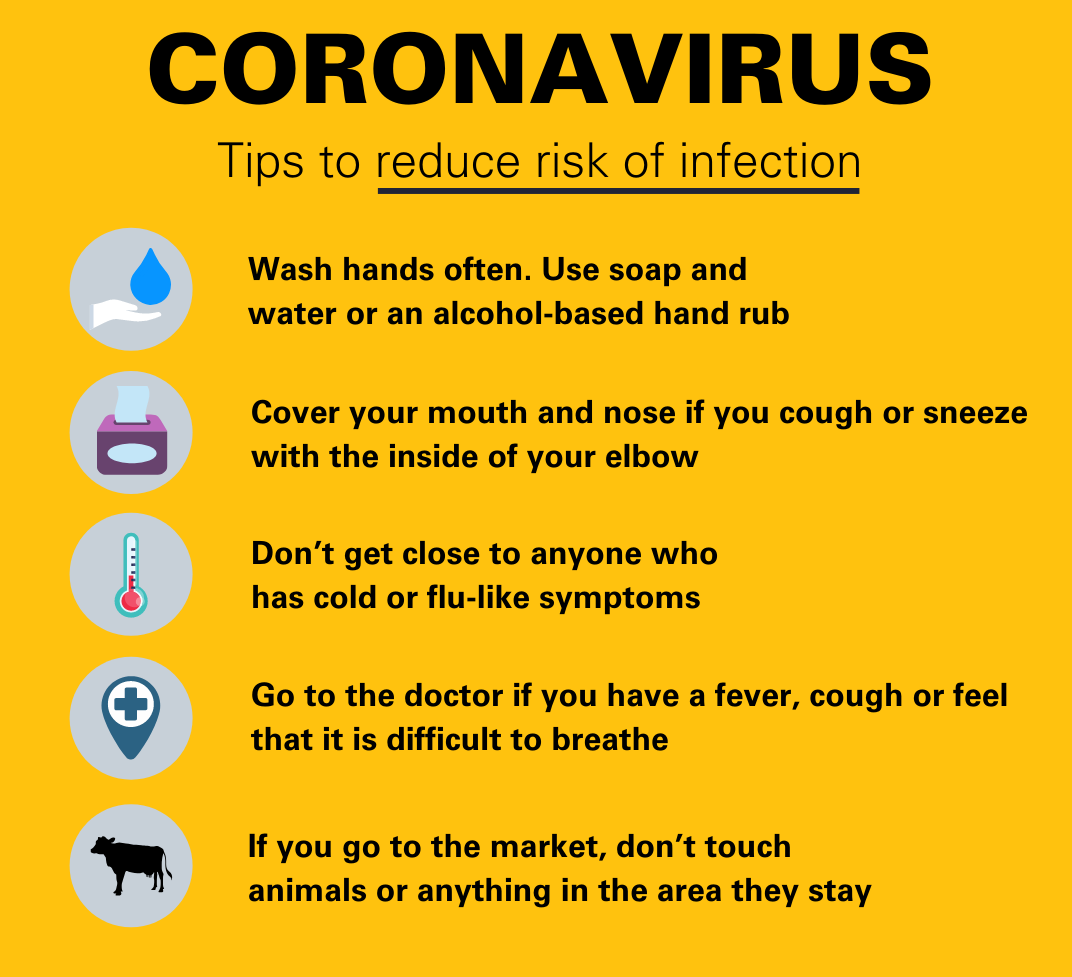 CORONAVIRUS
Tips to reduce risk of infection
Wash hands often. Use soap and
water or an alcohol-based hand rub
Cover your mouth and nose if you cough or sneeze
with the inside of your elbow
Don’t get close to anyone who
has cold or flu-like symptoms
Go to the doctor if you have a fever, cough or feel
that it is difficult to breathe
If you go to the market, don’t touch
animals or anything in the area they stay